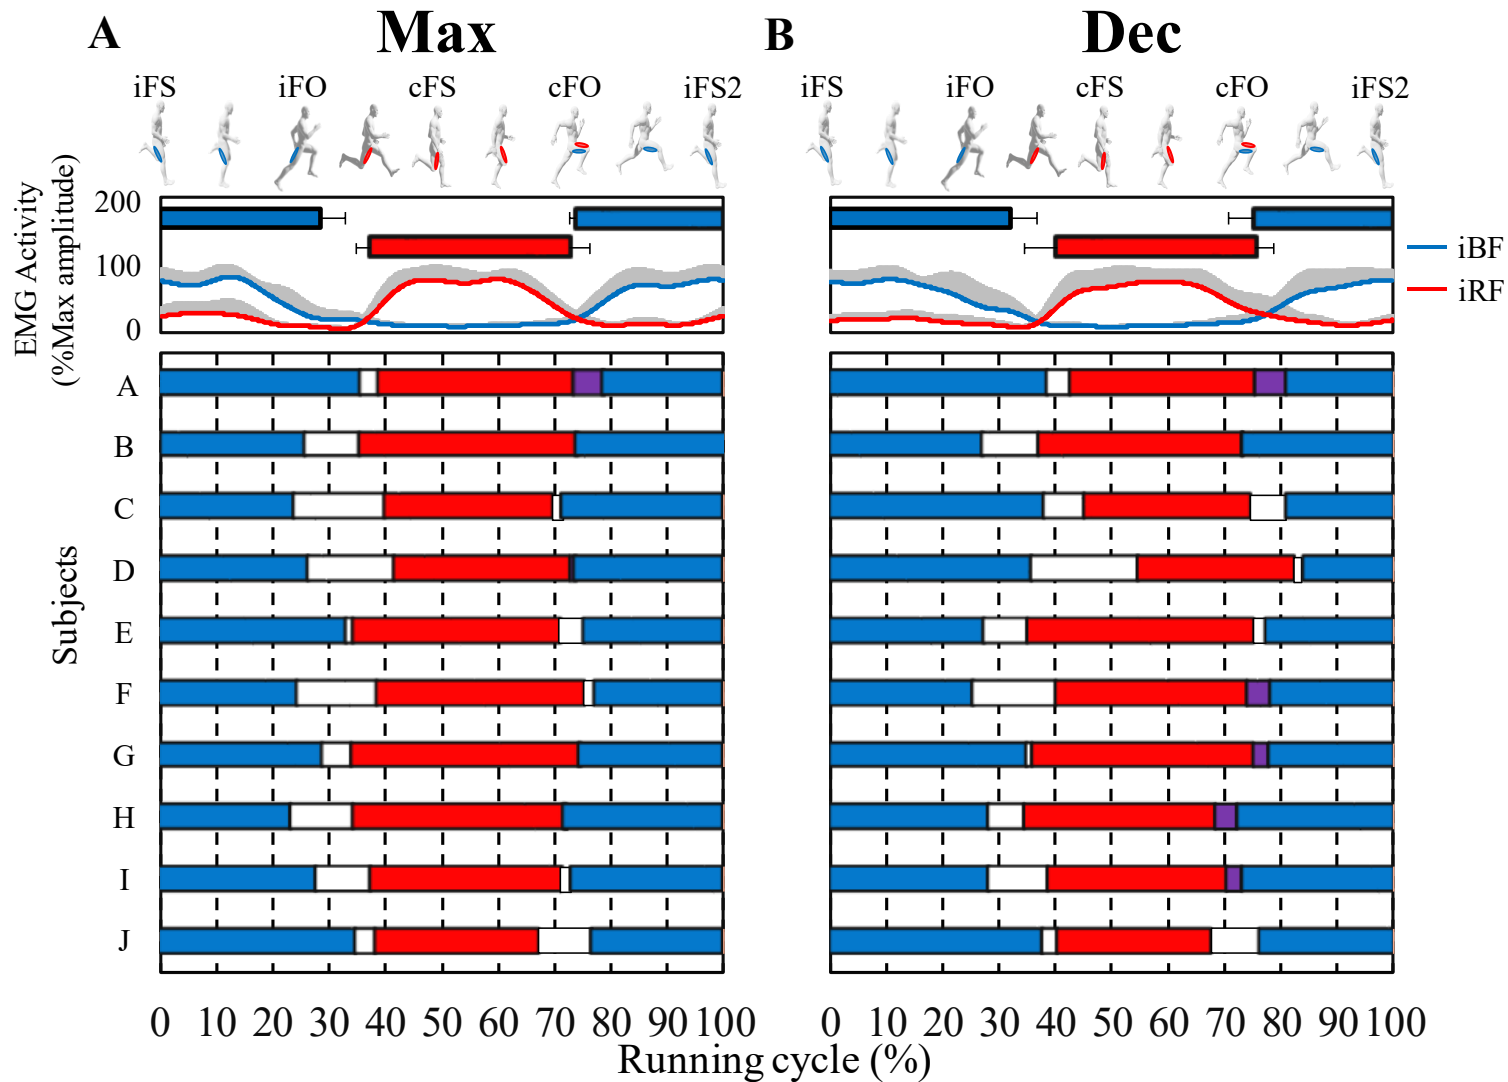 A Max B Dec
iFS iFO cFS cFO iFS2 iFS iFO cFS cFO iFS2
EMG Activity
(%Max amplitude)
200
100
0
iBF
iRF
Subjects
A
B
C
D
E
F
G
H
I
J
0 10 20 30 40 50 60 70 80 90 100 0 10 20 30 40 50 60 70 80 90 100
Running cycle (%)